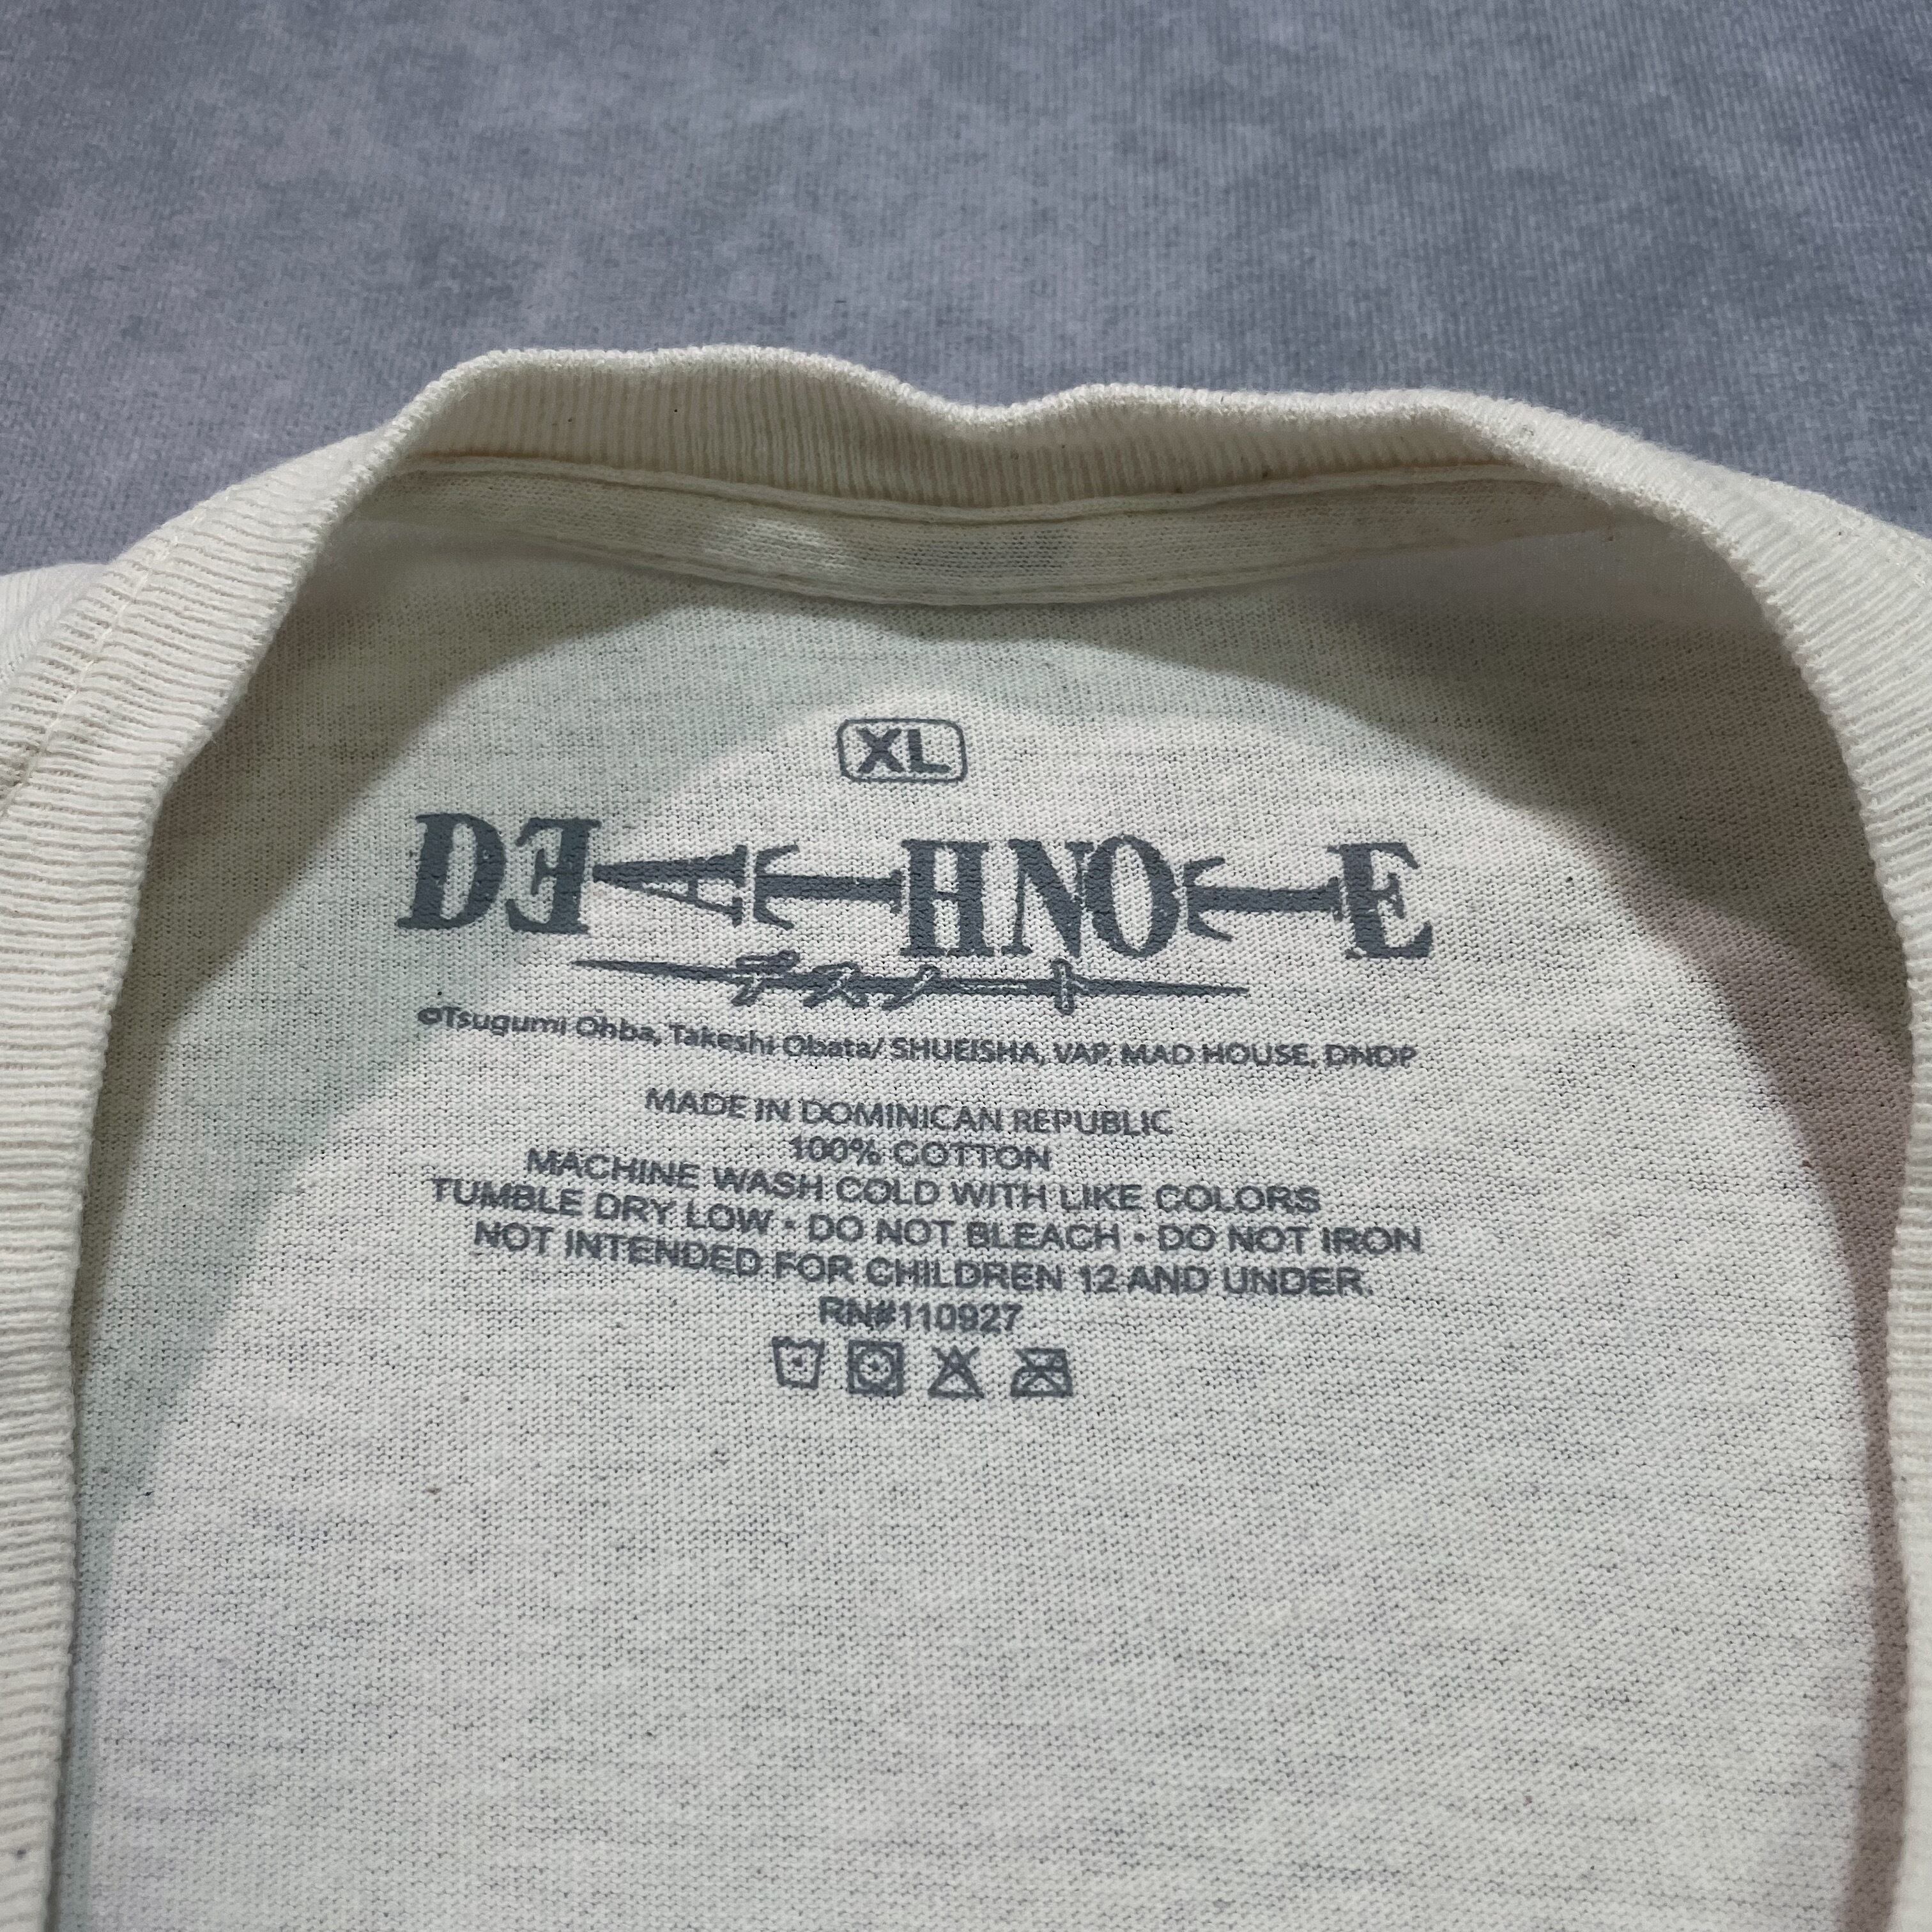 XL
DEATH NOTE
デスノート
©Tsugumi Ohba, Takeshi Obata/ SHUEISHA, VAP, MAD HOUSE, DNDP
MADE IN DOMINICAN REPUBLIC
100% COTTON
MACHINE WASH COLD WITH LIKE COLORS
TUMBLE DRY LOW • DO NOT BLEACH • DO NOT IRON
NOT INTENDED FOR CHILDREN 12 AND UNDER.
RN#110927